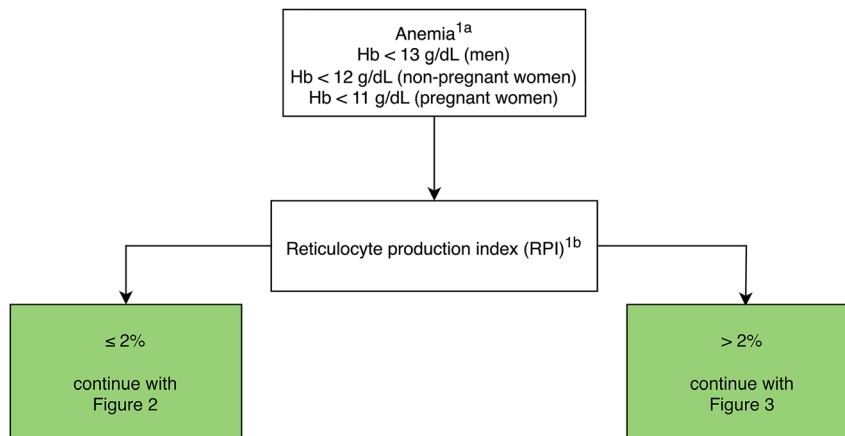 Anemia1a
Hb < 13 g/dL (men)
Hb < 12 g/dL (non-pregnant women)
Hb < 11 g/dL (pregnant women)
Reticulocyte production index (RPI)1b
≤ 2%
continue with
Figure 2
> 2%
continue with
Figure 3